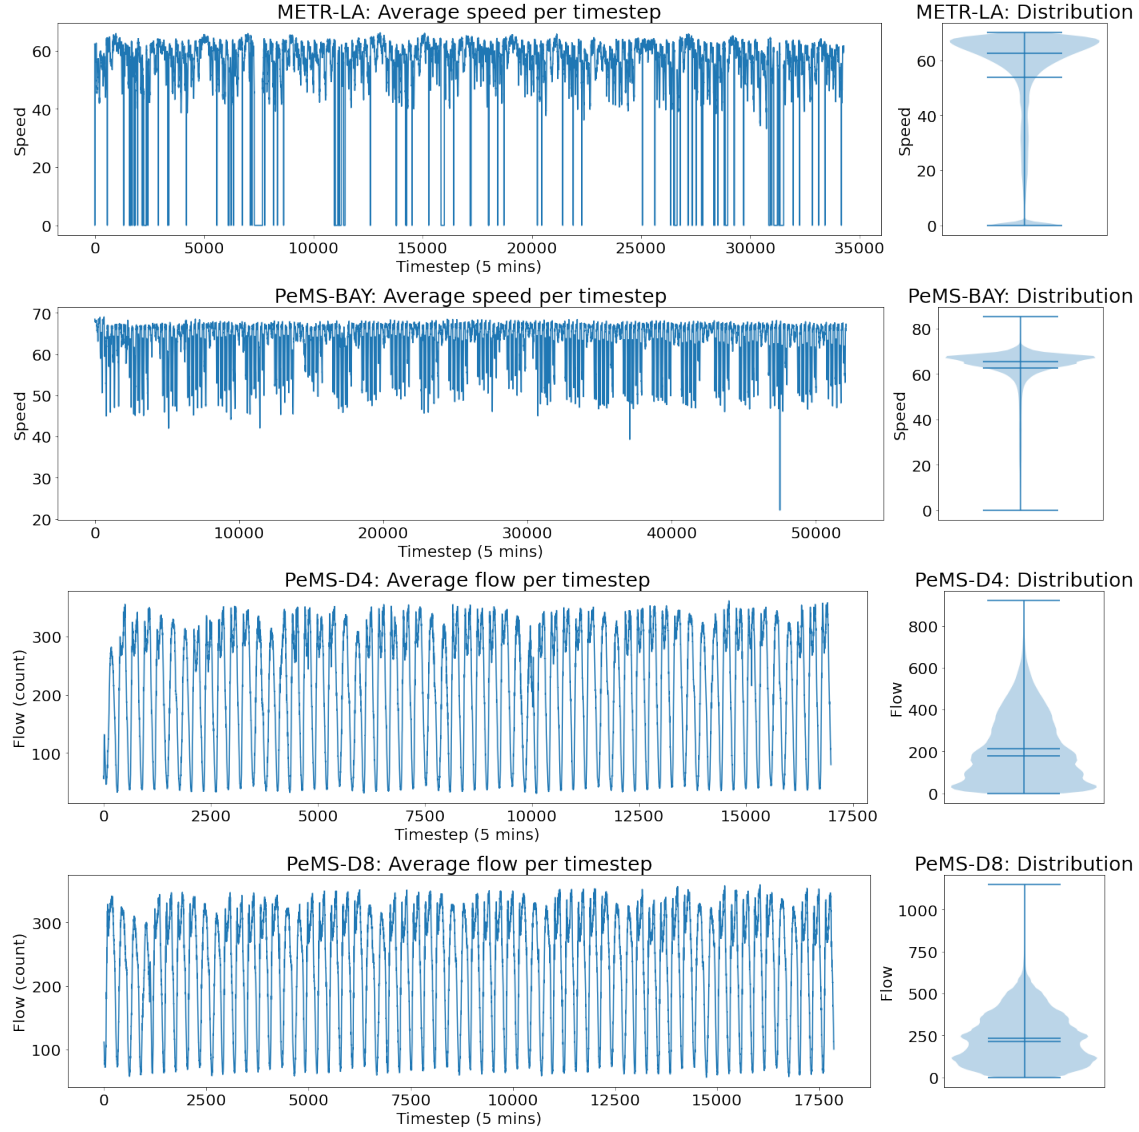 METR-LA: Average speed per timestep
Speed
60
40
20
0
0 5000 10000 15000 20000 25000 30000 35000
Timestep (5 mins)
METR-LA: Distribution
Speed
60
40
20
0
PeMS-BAY: Average speed per timestep
Speed
70
60
50
40
30
20
0 10000 20000 30000 40000 50000
Timestep (5 mins)
PeMS-BAY: Distribution
Speed
80
60
40
20
0
PeMS-D4: Average flow per timestep
Flow (count)
300
200
100
0 2500 5000 7500 10000 12500 15000 17500
Timestep (5 mins)
PeMS-D4: Distribution
Flow
800
600
400
200
0
PeMS-D8: Average flow per timestep
Flow (count)
300
200
100
0 2500 5000 7500 10000 12500 15000 17500
Timestep (5 mins)
PeMS-D8: Distribution
Flow
1000
750
500
250
0